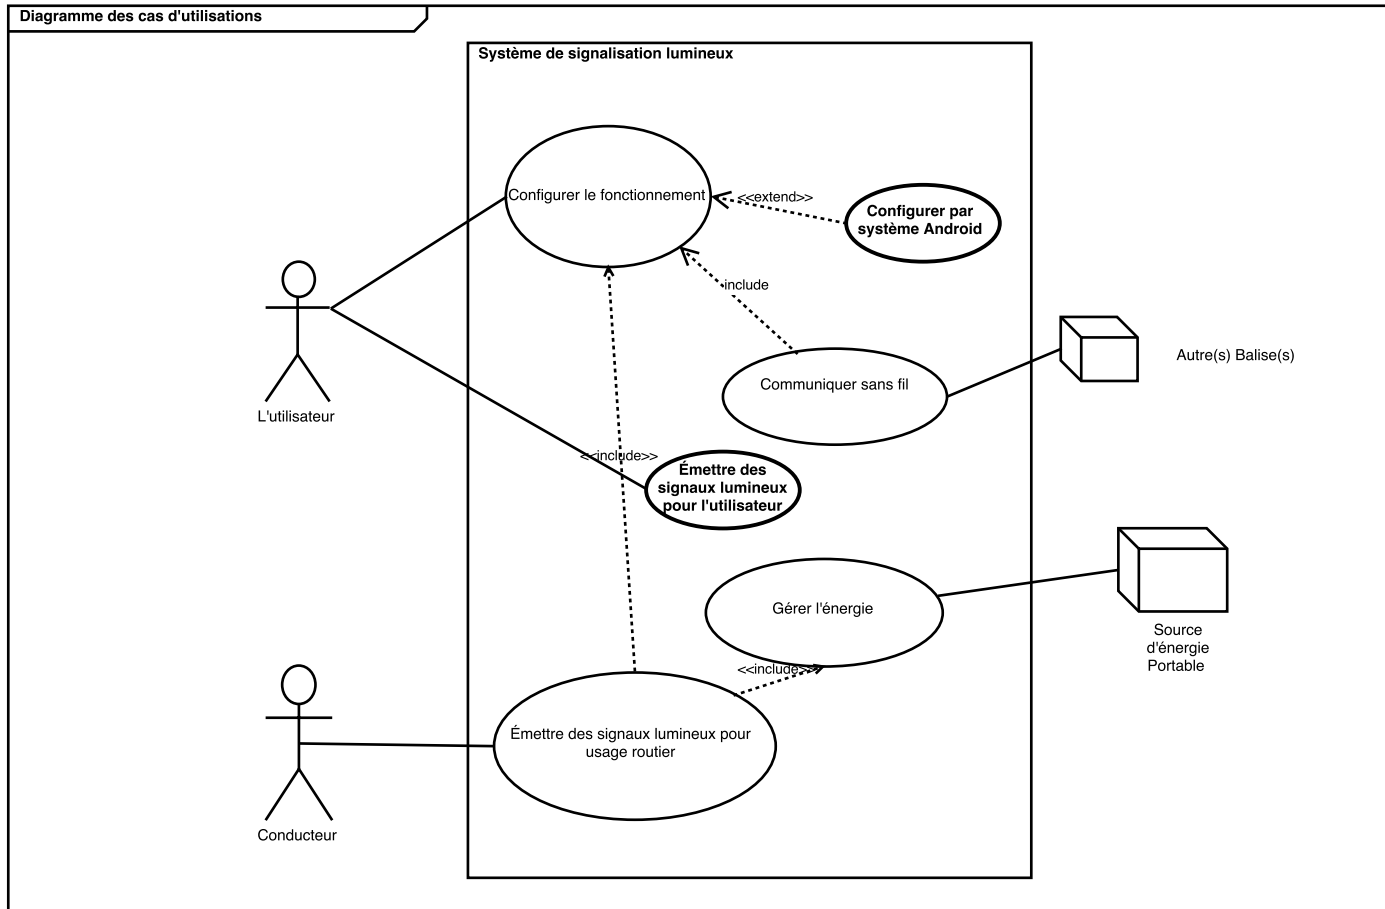 Diagramme des cas d'utilisations
Système de signalisation lumineux
Configurer le fonctionnement
<<extend>>
Configurer par
système Android
include
Autre(s) Balise(s)
Communiquer sans fil
L'utilisateur
<<include>>
Émettre des
signaux lumineux
pour l'utilisateur
Gérer l'énergie
Source
d'énergie
Portable
<<include>>
Émettre des signaux lumineux pour
usage routier
Conducteur